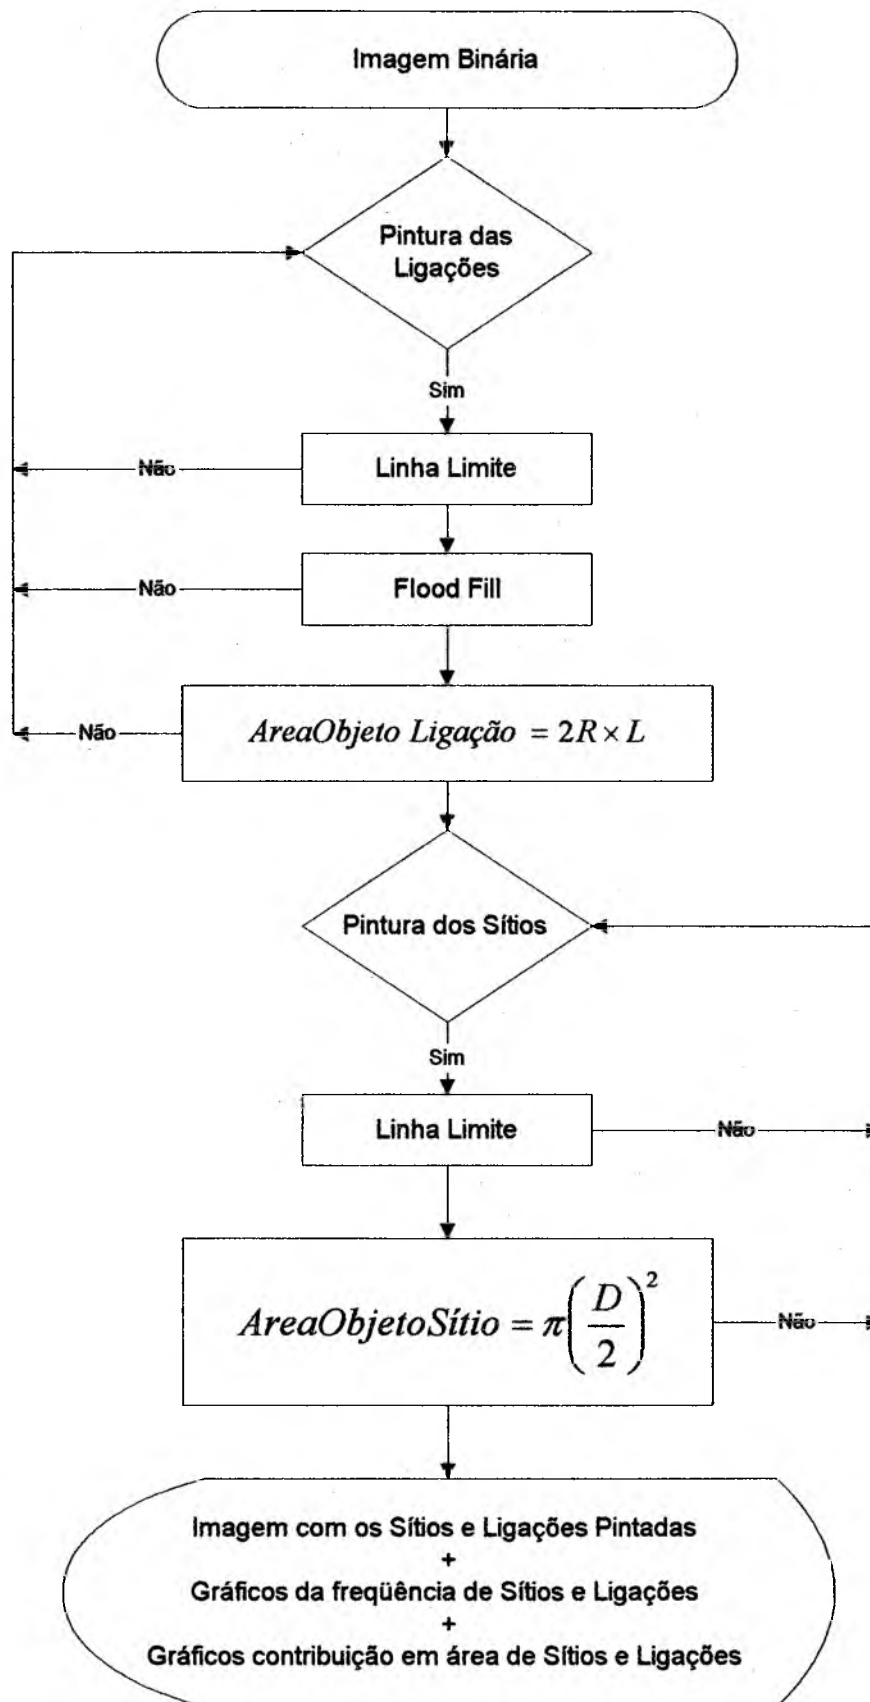 Imagem Binária
Pintura das
Ligações
Sim
Linha Limite
Não
Flood Fill
Não
AreaObjeto Ligação = 2R × L
Não
Pintura dos Sítios
Sim
Linha Limite
Não
AreaObjetoSítio = π(D/2)²
Não
Imagem com os Sítios e Ligações Pintadas
+
Gráficos da freqüência de Sítios e Ligações
+
Gráficos contribuição em área de Sítios e Ligações